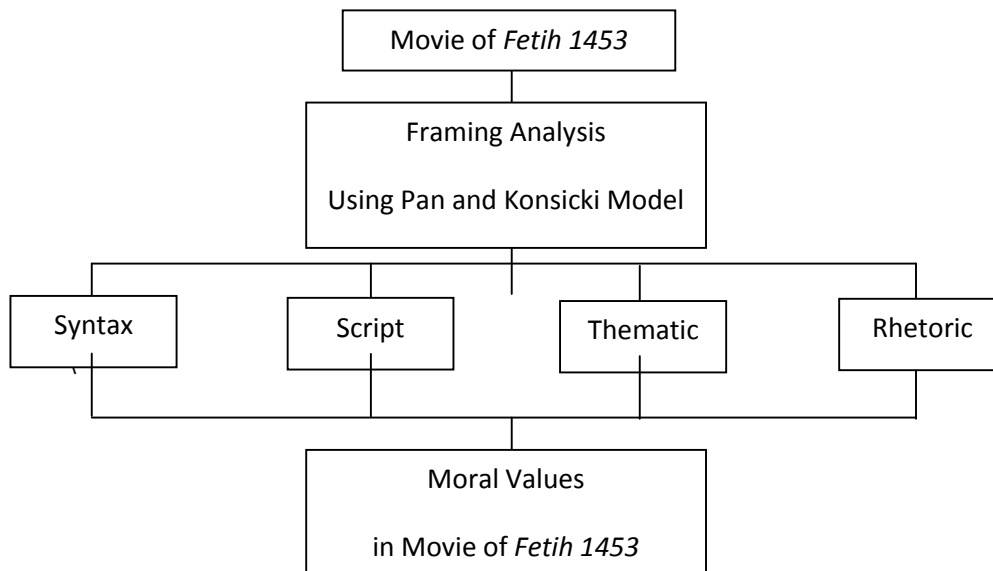 Movie of Fetih 1453
Framing Analysis
Using Pan and Konsicki Model
Syntax
Script
Thematic
Rhetoric
Moral Values
in Movie of Fetih 1453